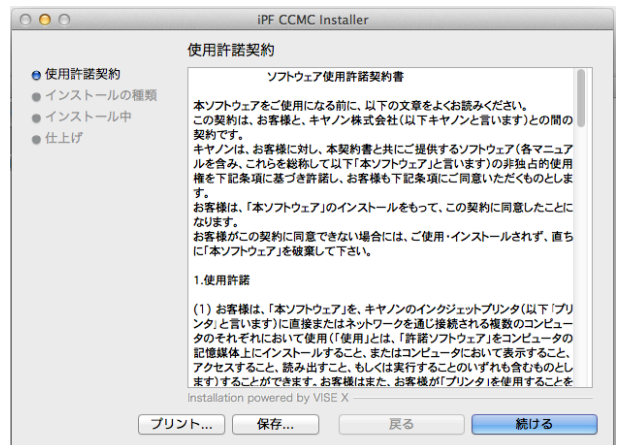 iPF CCMC Installer
使用許諾契約
使用許諾契約
インストールの種類
インストール中
仕上げ
ソフトウェア使用許諾契約書
本ソフトウェアをご使用になる前に、以下の文章をよくお読みください。
この契約は、お客様と、キヤノン株式会社(以下キヤノンと言います)との間の
契約です。
キヤノンは、お客様に対し、本契約書と共にご提供するソフトウェア(各マニュア
ルを含み、これらを総称して以下「本ソフトウェア」と言います)の非独占的使用
権を下記条項に基づき許諾し、お客様も下記条項にご同意いただくものとしま
す。
お客様は、「本ソフトウェア」のインストールをもって、この契約に同意したことに
なります。
お客様がこの契約に同意できない場合には、ご使用・インストールされず、直ち
に「本ソフトウェア」を破棄して下さい。
1.使用許諾
(1) お客様は、「本ソフトウェア」を、キヤノンのインクジェットプリンタ(以下「プリ
ンタ」と言います)に直接またはネットワークを通じ接続される複数のコンピュー
タのそれぞれにおいて使用(「使用」とは、「許諾ソフトウェア」をコンピュータの
記憶媒体上にインストールすること、またはコンピュータにおいて表示すること、
アクセスすること、読み出すこと、もしくは実行することのいずれも含むものとし
ます)することができます。お客様はまた、お客様が「プリンタ」を使用することを
Installation powered by VISE X
プリント...
保存...
戻る
続ける